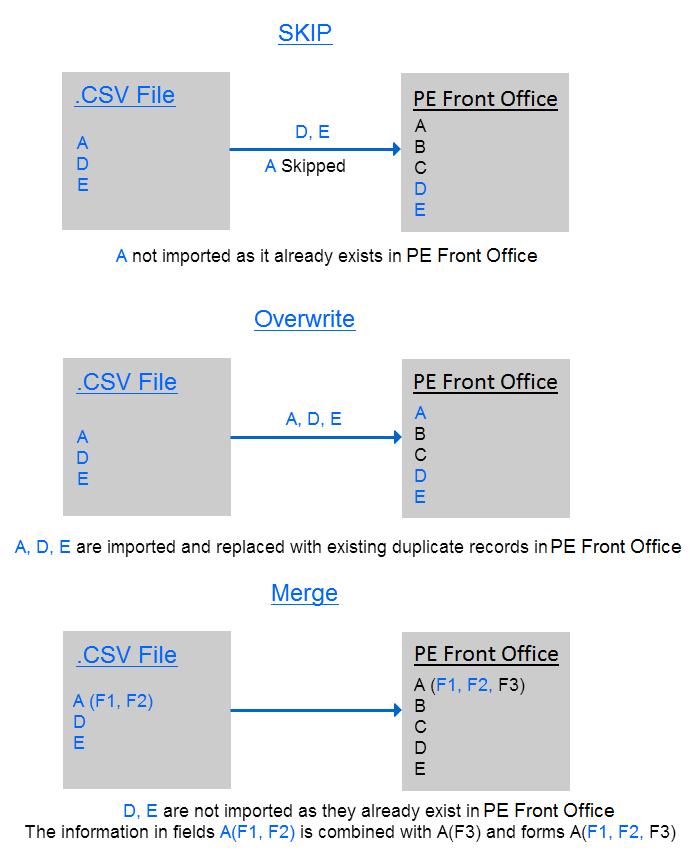 SKIP
.CSV File
A
D
E
D, E
A Skipped
PE Front Office
A
B
C
D
E
A not imported as it already exists in PE Front Office
Overwrite
.CSV File
A
D
E
A, D, E
PE Front Office
A
B
C
D
E
A, D, E are imported and replaced with existing duplicate records in PE Front Office
Merge
.CSV File
A (F1, F2)
D
E
PE Front Office
A (F1, F2, F3)
B
C
D
E
D, E are not imported as they already exist in PE Front Office
The information in fields A(F1, F2) is combined with A(F3) and forms A(F1, F2, F3)